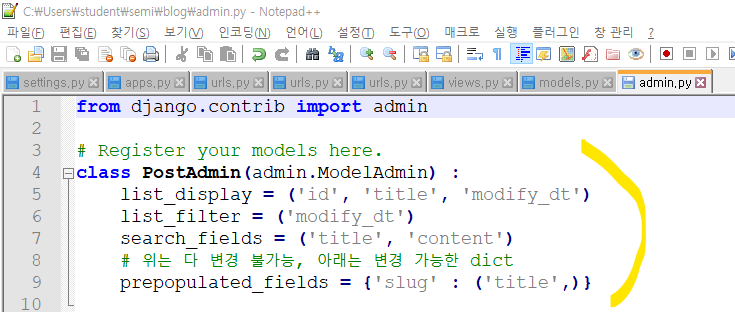 C:₩Users₩student₩semi₩blog₩admin.py - Notepad++
파일(F) 편집(E) 찾기(S) 보기(V) 인코딩(N) 언어(L) 설정(T) 도구(O) 매크로 실행 플러그인 창 관리 ?
settings.py apps.py urls.py urls.py urls.py views.py models.py admin.py
1 from django.contrib import admin
2
3 # Register your models here.
4 class PostAdmin(admin.ModelAdmin) :
5 list_display = ('id', 'title', 'modify_dt')
6 list_filter = ('modify_dt')
7 search_fields = ('title', 'content')
8 # 위는 다 변경 불가능, 아래는 변경 가능한 dict
9 prepopulated_fields = {'slug' : ('title',)}
10